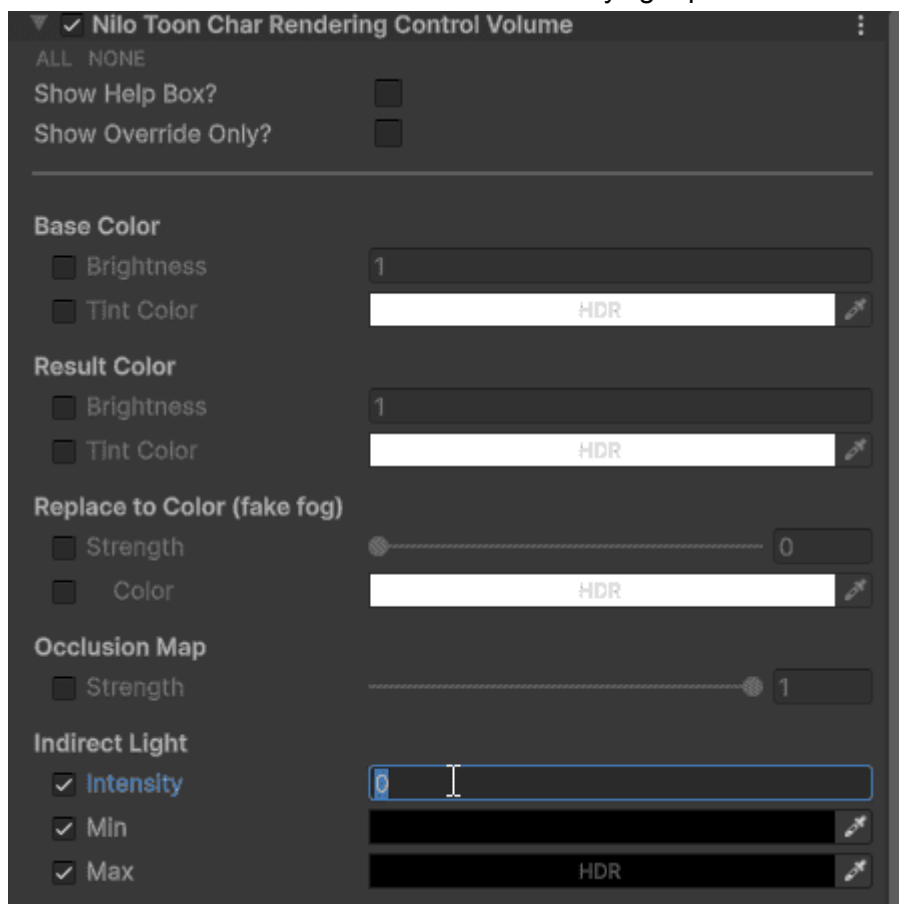 Nilo Toon Char Rendering Control Volume
ALL NONE
Show Help Box?
Show Override Only?
Base Color
Brightness 1
Tint Color HDR
Result Color
Brightness 1
Tint Color HDR
Replace to Color (fake fog)
Strength 0
Color HDR
Occlusion Map
Strength 1
Indirect Light
Intensity 0
Min
Max HDR